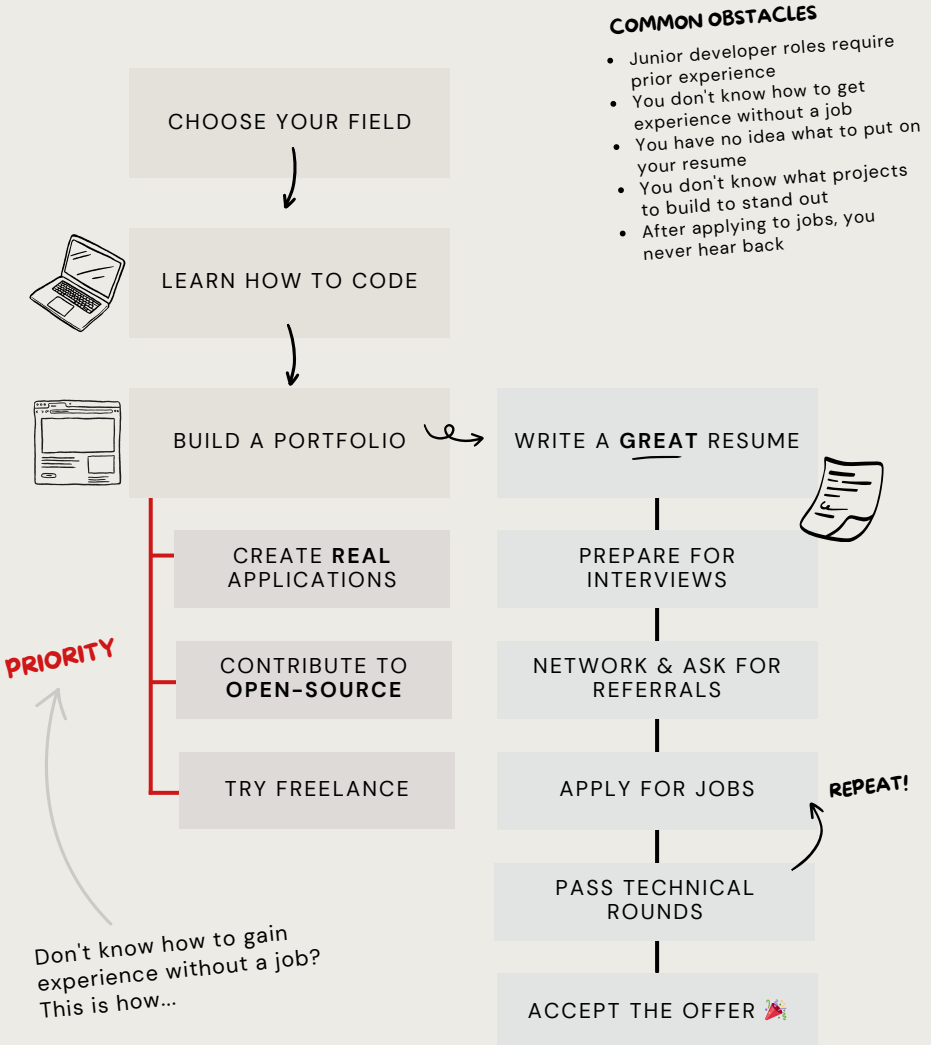 COMMON OBSTACLES
• Junior developer roles require
prior experience
• You don't know how to get
experience without a job
• You have no idea what to put on
your resume
• You don't know what projects
to build to stand out
• After applying to jobs, you
never hear back
CHOOSE YOUR FIELD
LEARN HOW TO CODE
BUILD A PORTFOLIO
CREATE REAL
APPLICATIONS
CONTRIBUTE TO
OPEN-SOURCE
TRY FREELANCE
PRIORITY
Don't know how to gain
experience without a job?
This is how...
WRITE A GREAT RESUME
PREPARE FOR
INTERVIEWS
NETWORK & ASK FOR
REFERRALS
APPLY FOR JOBS
REPEAT!
PASS TECHNICAL
ROUNDS
ACCEPT THE OFFER 🎉